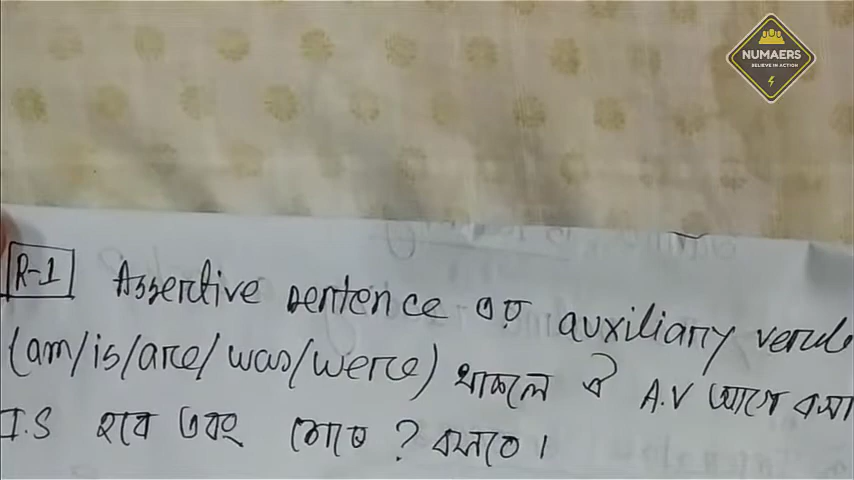 NUMAERS
BELIEVE IN ACTION
R-1 Assertive sentence এর auxiliary verb
(am/is/are/was/were) থাকলে ঐ A.V আগে বসা
I.S হবে এবং শেষে ? বসবে।